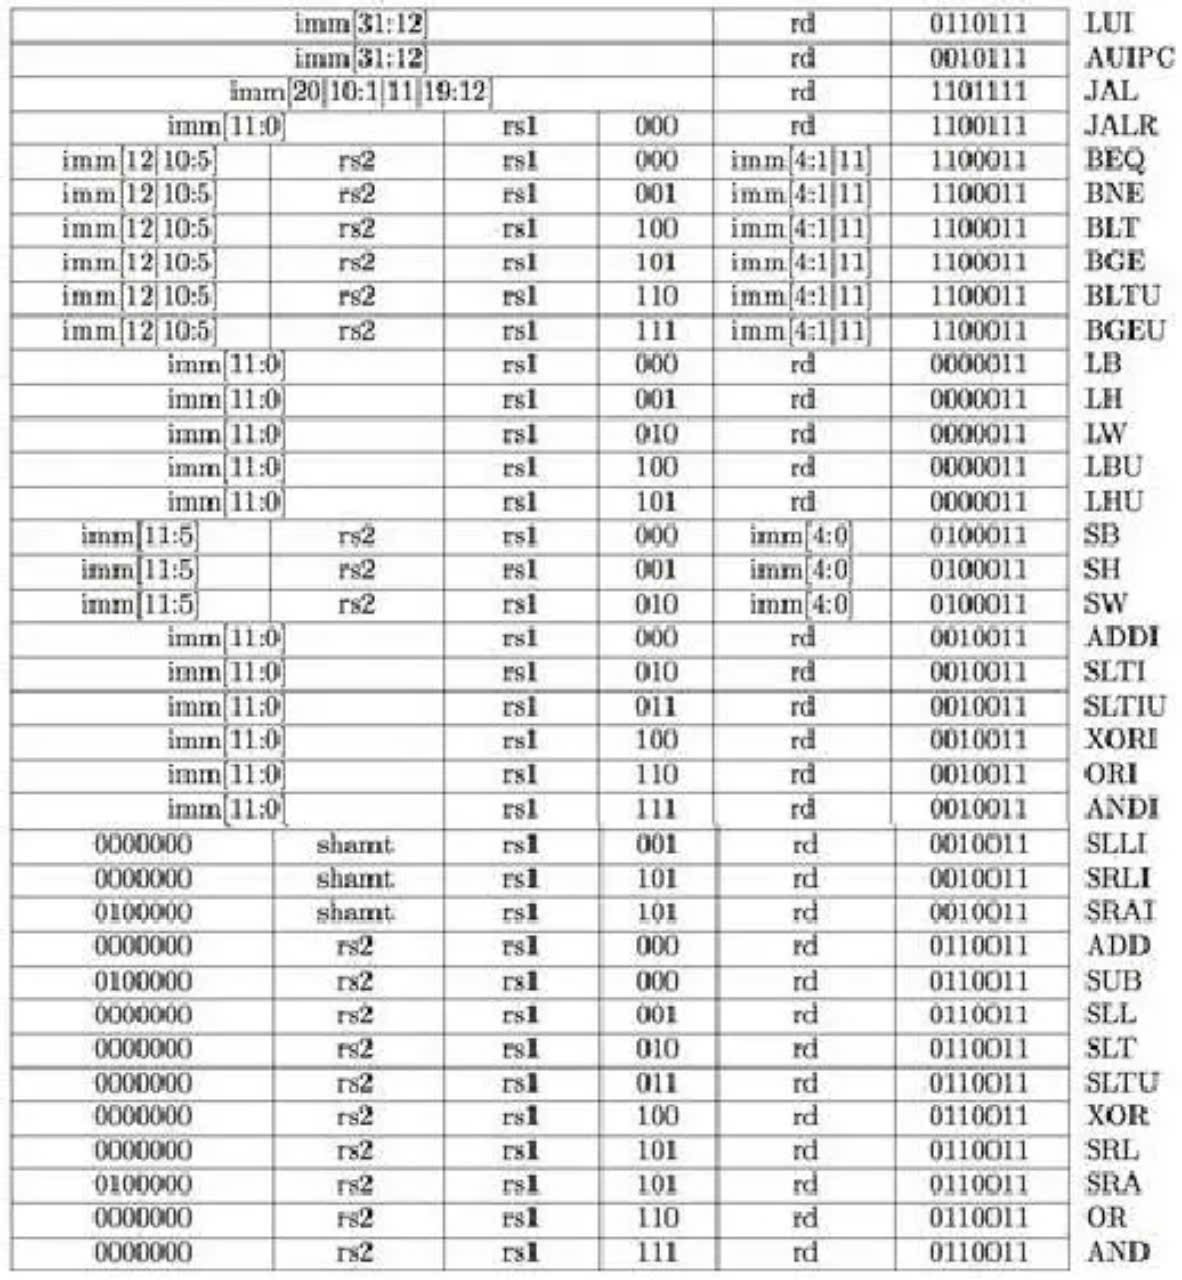 imm[31:12] rd 0110111 LUI
imm[31:12] rd 0010111 AUIPC
imm[20|10:1|11|19:12] rd 1101111 JAL
imm[11:0] rs1 000 rd 1100111 JALR
imm[12|10:5] rs2 rs1 000 imm[4:1|11] 1100011 BEQ
imm[12|10:5] rs2 rs1 001 imm[4:1|11] 1100011 BNE
imm[12|10:5] rs2 rs1 100 imm[4:1|11] 1100011 BLT
imm[12|10:5] rs2 rs1 101 imm[4:1|11] 1100011 BGE
imm[12|10:5] rs2 rs1 110 imm[4:1|11] 1100011 BLTU
imm[12|10:5] rs2 rs1 111 imm[4:1|11] 1100011 BGEU
imm[11:0] rs1 000 rd 0000011 LB
imm[11:0] rs1 001 rd 0000011 LH
imm[11:0] rs1 010 rd 0000011 LW
imm[11:0] rs1 100 rd 0000011 LBU
imm[11:0] rs1 101 rd 0000011 LHU
imm[11:5] rs2 rs1 000 imm[4:0] 0100011 SB
imm[11:5] rs2 rs1 001 imm[4:0] 0100011 SH
imm[11:5] rs2 rs1 010 imm[4:0] 0100011 SW
imm[11:0] rs1 000 rd 0010011 ADDI
imm[11:0] rs1 010 rd 0010011 SLTI
imm[11:0] rs1 011 rd 0010011 SLTIU
imm[11:0] rs1 100 rd 0010011 XORI
imm[11:0] rs1 110 rd 0010011 ORI
imm[11:0] rs1 111 rd 0010011 ANDI
0000000 shamt rs1 001 rd 0010011 SLLI
0000000 shamt rs1 101 rd 0010011 SRLI
0100000 shamt rs1 101 rd 0010011 SRAI
0000000 rs2 rs1 000 rd 0110011 ADD
0100000 rs2 rs1 000 rd 0110011 SUB
0000000 rs2 rs1 001 rd 0110011 SLL
0000000 rs2 rs1 010 rd 0110011 SLT
0000000 rs2 rs1 011 rd 0110011 SLTU
0000000 rs2 rs1 100 rd 0110011 XOR
0000000 rs2 rs1 101 rd 0110011 SRL
0100000 rs2 rs1 101 rd 0110011 SRA
0000000 rs2 rs1 110 rd 0110011 OR
0000000 rs2 rs1 111 rd 0110011 AND